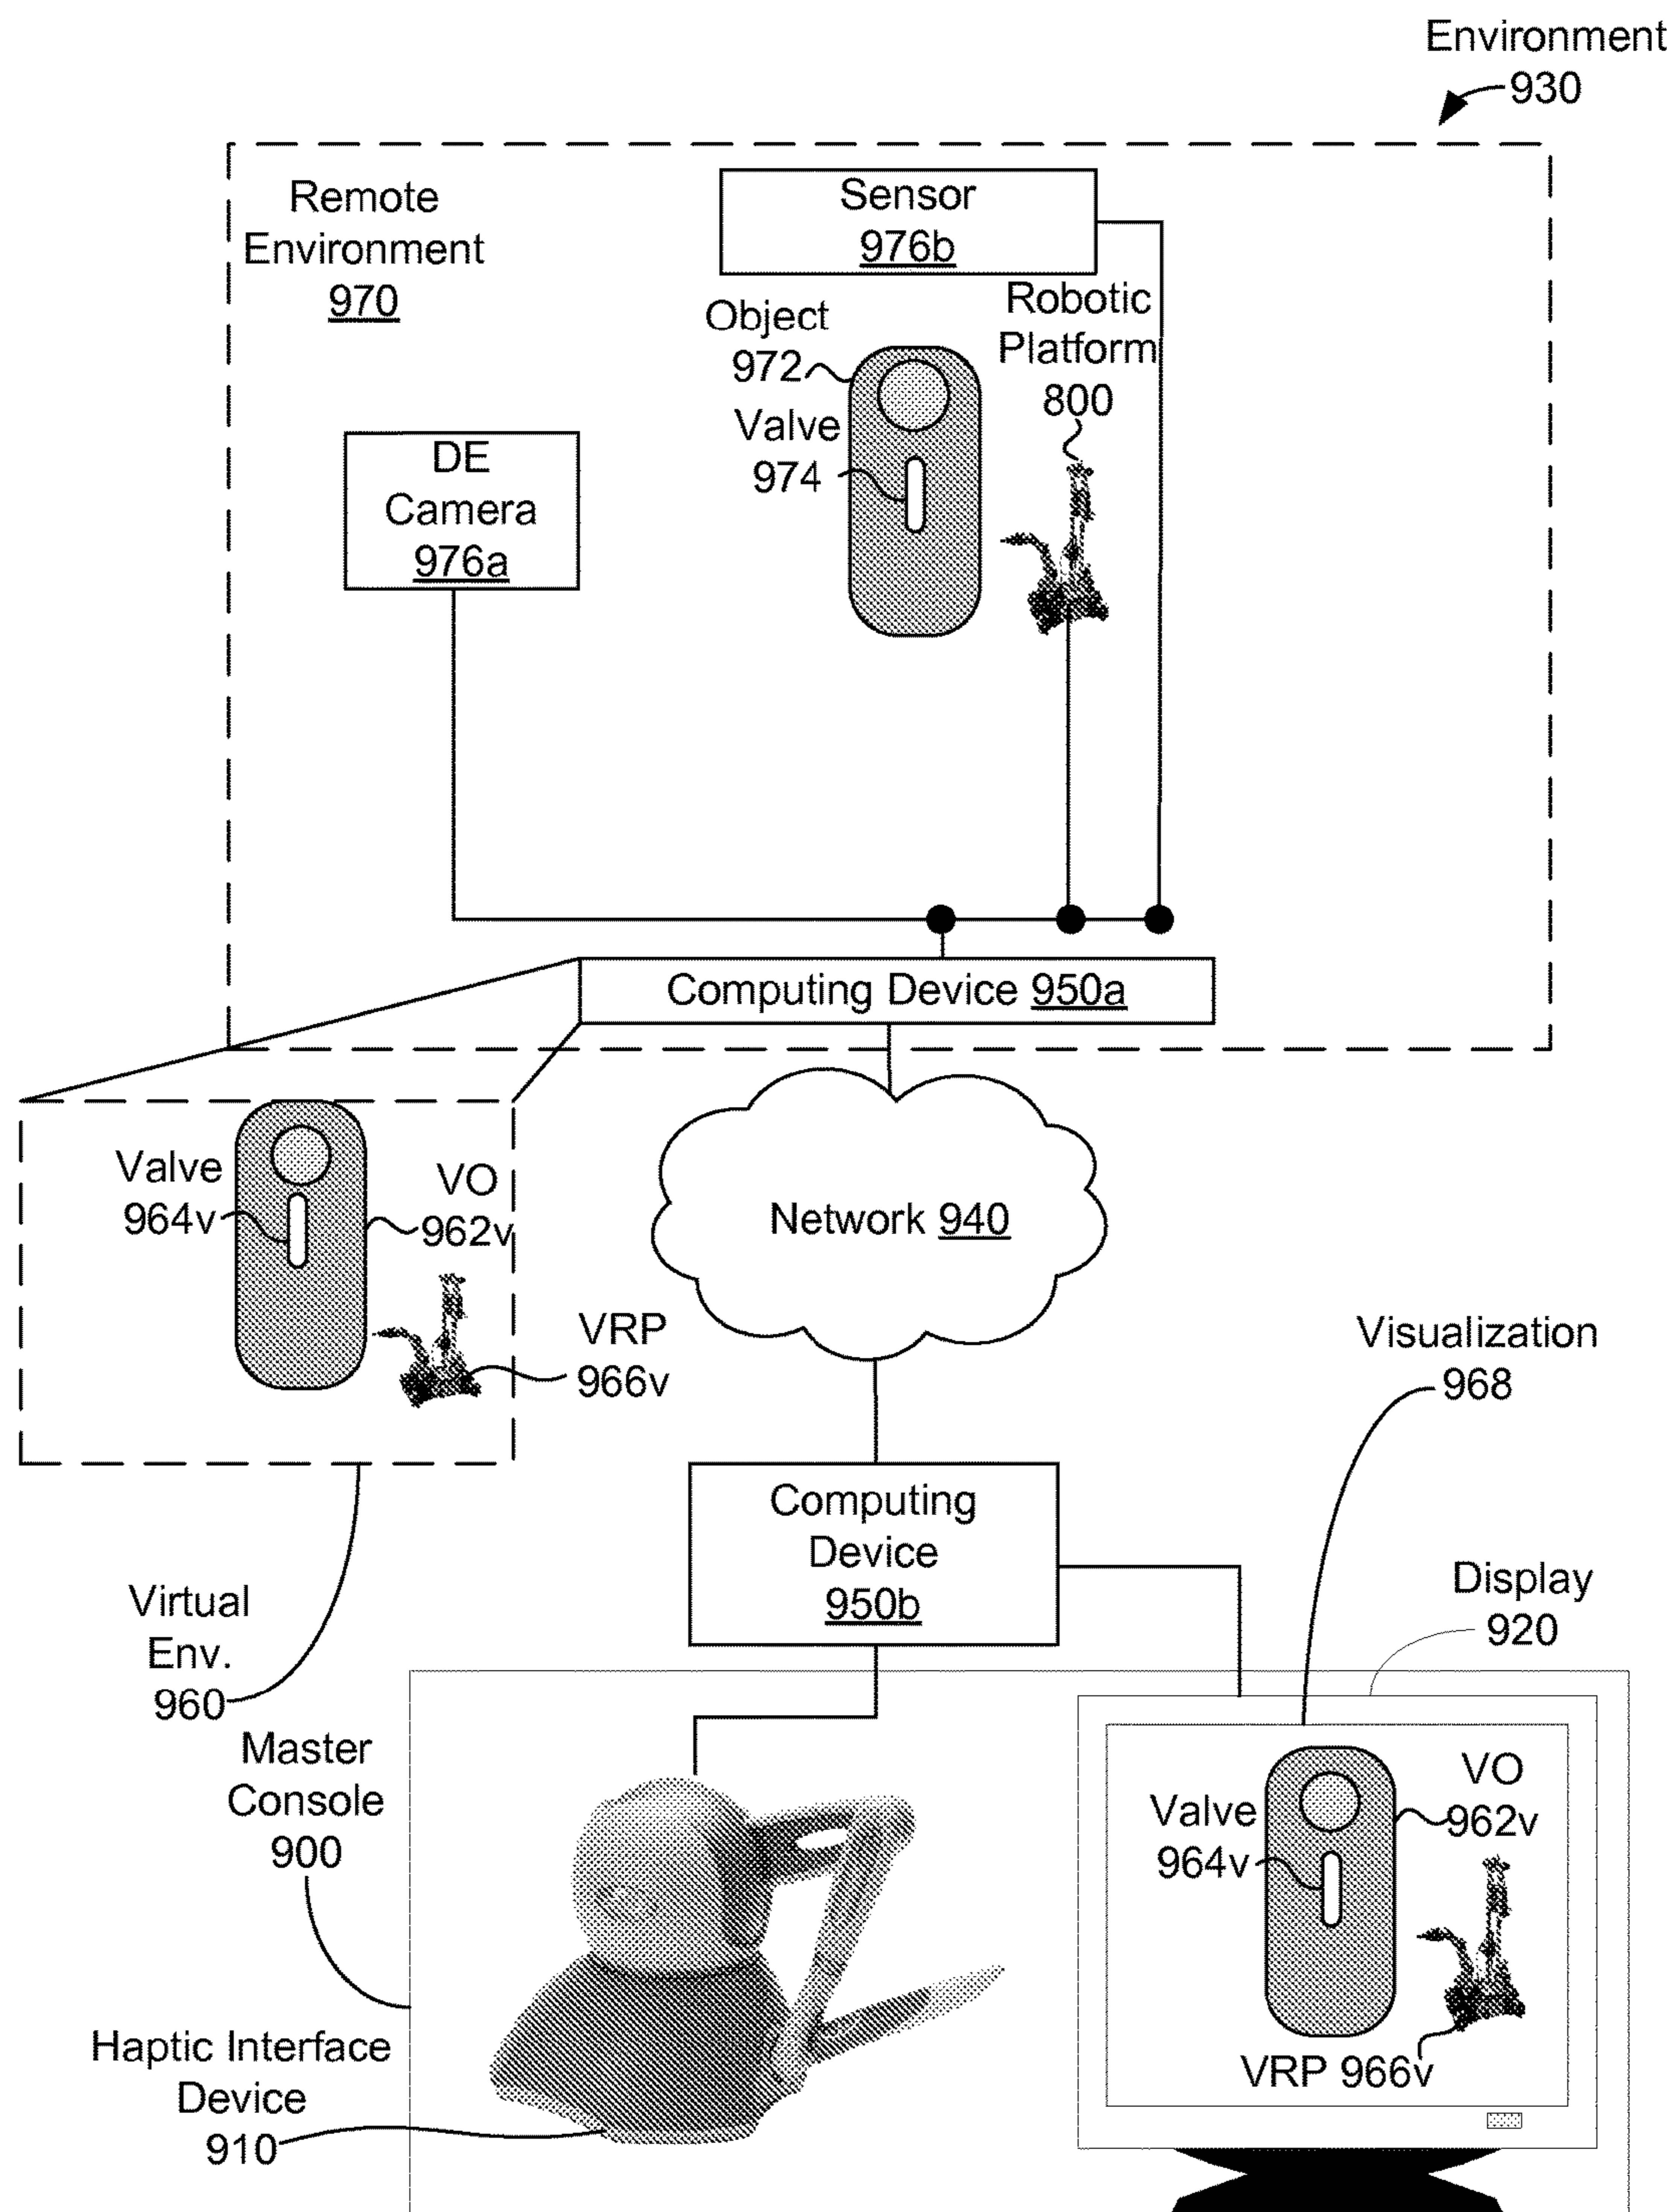 Environment
930
Remote
Environment
970
Sensor
976b
Object
972
Robotic
Platform
800
Valve
974
DE
Camera
976a
Computing Device 950a
Valve
964v
VO
962v
Network 940
VRP
966v
Visualization
968
Computing
Device
950b
Virtual
Env.
960
Display
920
Master
Console
900
VO
962v
Valve
964v
Haptic Interface
Device
910
VRP 966v